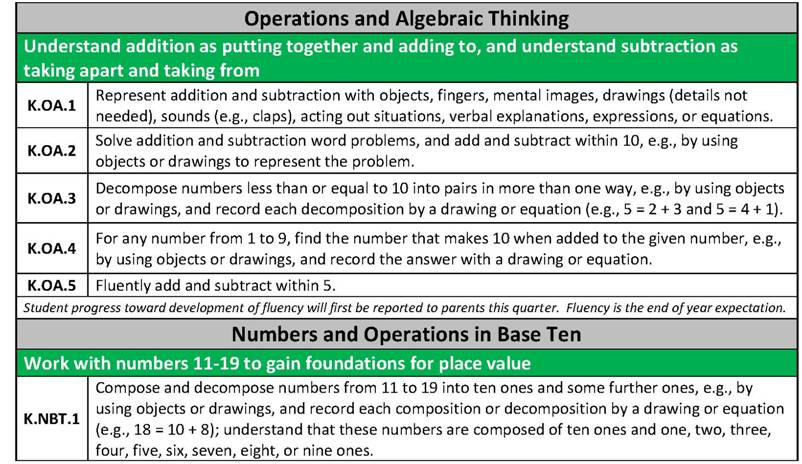 Operations and Algebraic Thinking
Understand addition as putting together and adding to, and understand subtraction as
taking apart and taking from
K.OA.1
Represent addition and subtraction with objects, fingers, mental images, drawings (details not
needed), sounds (e.g., claps), acting out situations, verbal explanations, expressions, or equations.
K.OA.2
Solve addition and subtraction word problems, and add and subtract within 10, e.g., by using
objects or drawings to represent the problem.
K.OA.3
Decompose numbers less than or equal to 10 into pairs in more than one way, e.g., by using objects
or drawings, and record each decomposition by a drawing or equation (e.g., 5 = 2 + 3 and 5 = 4 + 1).
K.OA.4
For any number from 1 to 9, find the number that makes 10 when added to the given number, e.g.,
by using objects or drawings, and record the answer with a drawing or equation.
K.OA.5
Fluently add and subtract within 5.
Student progress toward development of fluency will first be reported to parents this quarter. Fluency is the end of year expectation.
Numbers and Operations in Base Ten
Work with numbers 11-19 to gain foundations for place value
K.NBT.1
Compose and decompose numbers from 11 to 19 into ten ones and some further ones, e.g., by
using objects or drawings, and record each composition or decomposition by a drawing or equation
(e.g., 18 = 10 + 8); understand that these numbers are composed of ten ones and one, two, three,
four, five, six, seven, eight, or nine ones.